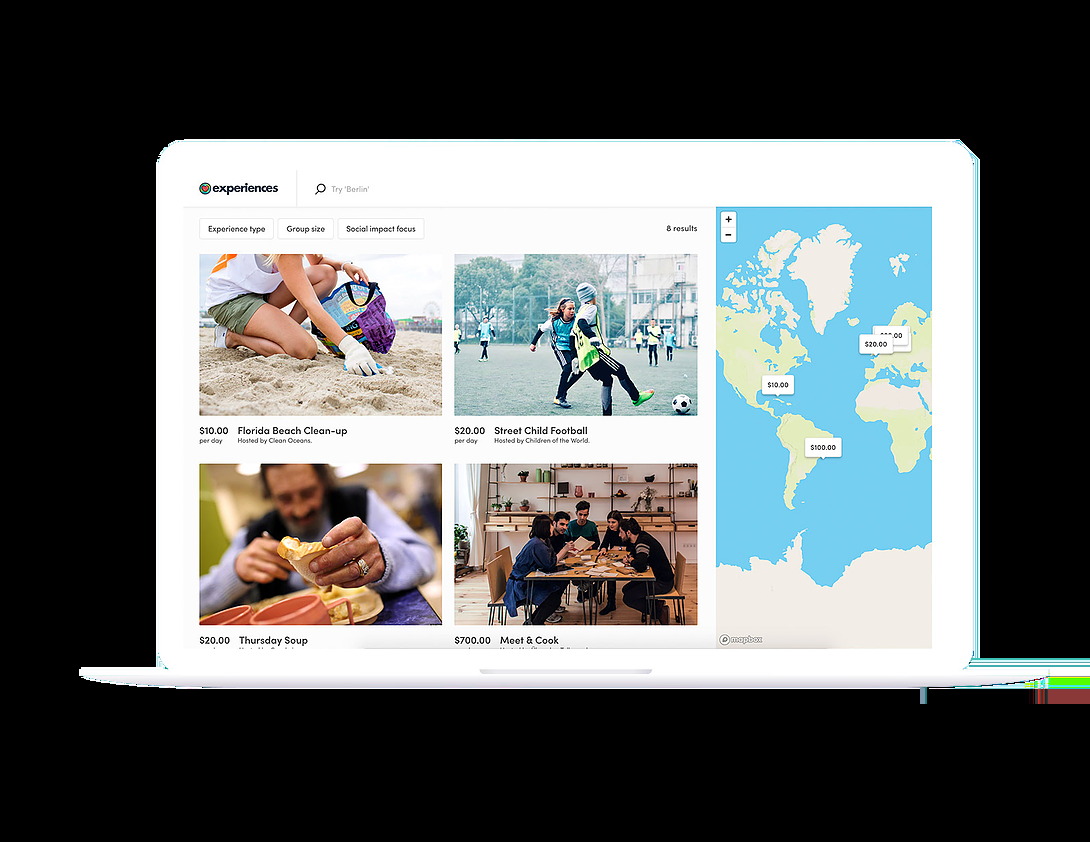 experiences
Try 'Berlin'
Experience type
Group size
Social impact focus
8 results
$10.00 Florida Beach Clean-up
per day Hosted by Clean Oceans.
$20.00 Street Child Football
per day Hosted by Children of the World.
$20.00 Thursday Soup
$700.00 Meet & Cook
+
-
.00
$20.00
$10.00
$100.00
mapbox